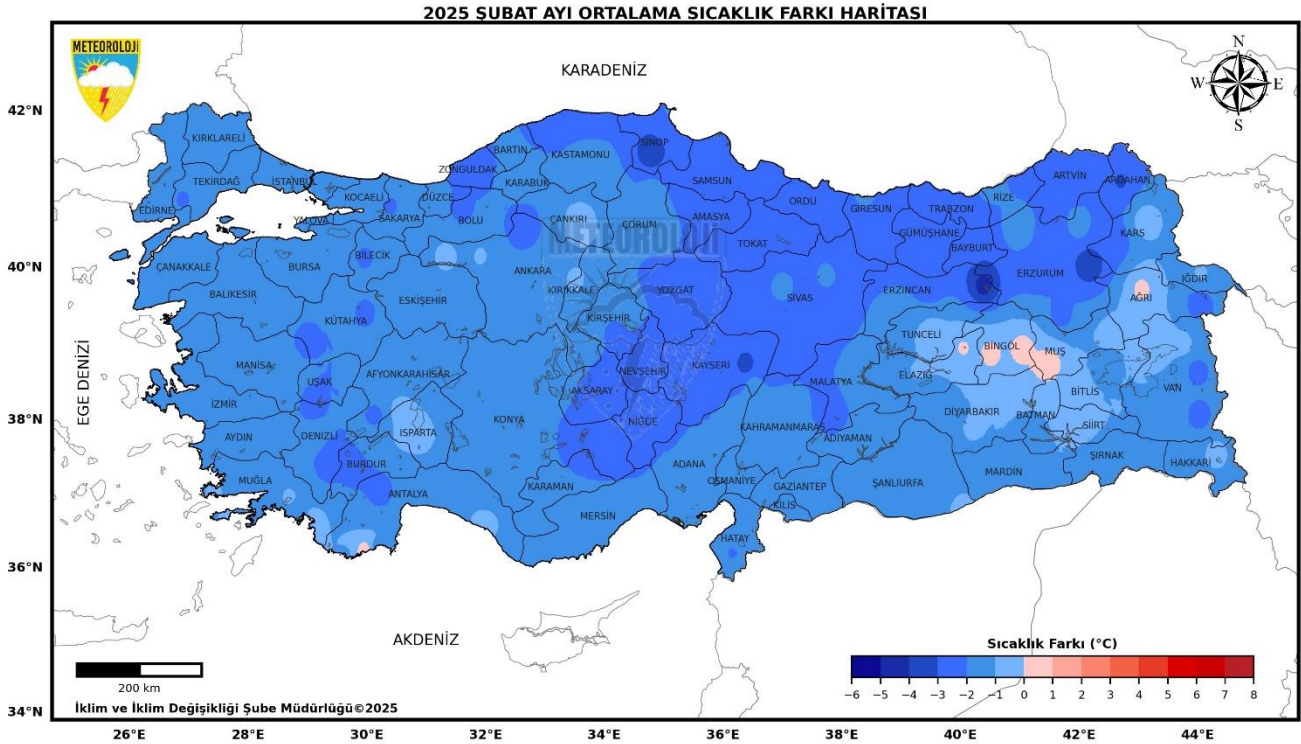 2025 ŞUBAT AYI ORTALAMA SICAKLIK FARKI HARİTASI
METEOROLOJİ
KARADENİZ
N
W E
S
42°N
40°N
38°N
36°N
34°N
KIRKLARELİ
TEKİRDAĞ
İSTANBUL
EDİRNE
KOCAELİ
YALOVA
SAKARYA
DÜZCE
ZONGULDAK
BARTIN
KARABÜK
KASTAMONU
SİNOP
SAMSUN
BOLU
ÇANKIRI
ÇORUM
AMASYA
ORDU
GİRESUN
TRABZON
RİZE
ARTVİN
ARDAHAN
KARS
GÜMÜŞHANE
BAYBURT
TOKAT
METEOROLOJİ
ÇANAKKALE
BURSA
BİLECİK
ANKARA
ERZURUM
IĞDIR
BALIKESİR
ESKİŞEHİR
KIRIKKALE
YOZGAT
SİVAS
ERZİNCAN
AĞRI
KÜTAHYA
KIRŞEHİR
TUNCELİ
BİNGÖL
MUŞ
EGE DENİZİ
MANİSA
UŞAK
AFYONKARAHİSAR
NEVŞEHİR
KAYSERİ
MALATYA
ELAZIĞ
BİTLİS
VAN
AKSARAY
İZMİR
KONYA
NİĞDE
DİYARBAKIR
BATMAN
SİİRT
AYDIN
DENİZLİ
ISPARTA
KAHRAMANMARAŞ
ADIYAMAN
ŞIRNAK
HAKKARİ
BURDUR
ADANA
OSMANİYE
MARDİN
MUĞLA
ANTALYA
KARAMAN
GAZİANTEP
ŞANLIURFA
MERSİN
KİLİS
HATAY
AKDENİZ
Sıcaklık Farkı (°C)
−6 −5 −4 −3 −2 −1 0 1 2 3 4 5 6 7 8
200 km
İklim ve İklim Değişikliği Şube Müdürlüğü©2025
26°E 28°E 30°E 32°E 34°E 36°E 38°E 40°E 42°E 44°E